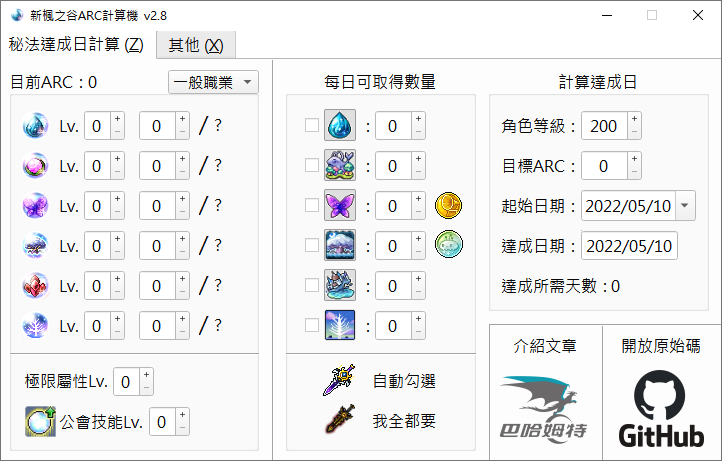 新楓之谷ARC計算機 v2.8
秘法達成日計算 (Z)
其他 (X)
目前ARC：0
一般職業
Lv. 0 0 / ?
Lv. 0 0 / ?
Lv. 0 0 / ?
Lv. 0 0 / ?
Lv. 0 0 / ?
Lv. 0 0 / ?
極限屬性Lv. 0
公會技能Lv. 0
每日可取得數量
: 0
: 0
: 0
: 0
: 0
: 0
自動勾選
我全都要
計算達成日
角色等級：200
目標ARC：0
起始日期：2022/05/10
達成日期：2022/05/10
達成所需天數：0
介紹文章
巴哈姆特
開放原始碼
GitHub